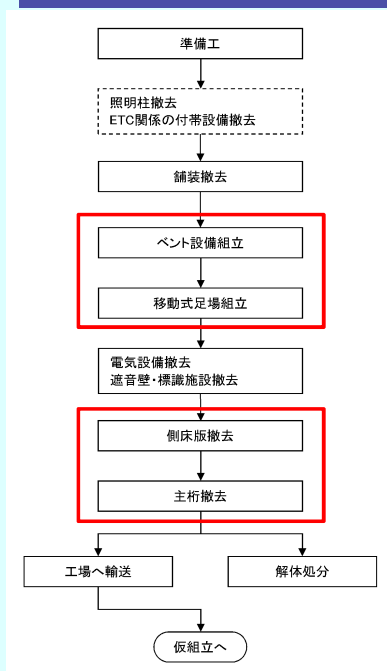 準備工
照明柱撤去
ETC関係の付帯設備撤去
舗装撤去
ベント設備組立
移動式足場組立
電気設備撤去
遮音壁・標識施設撤去
側床版撤去
主桁撤去
工場へ輸送
解体処分
仮組立へ